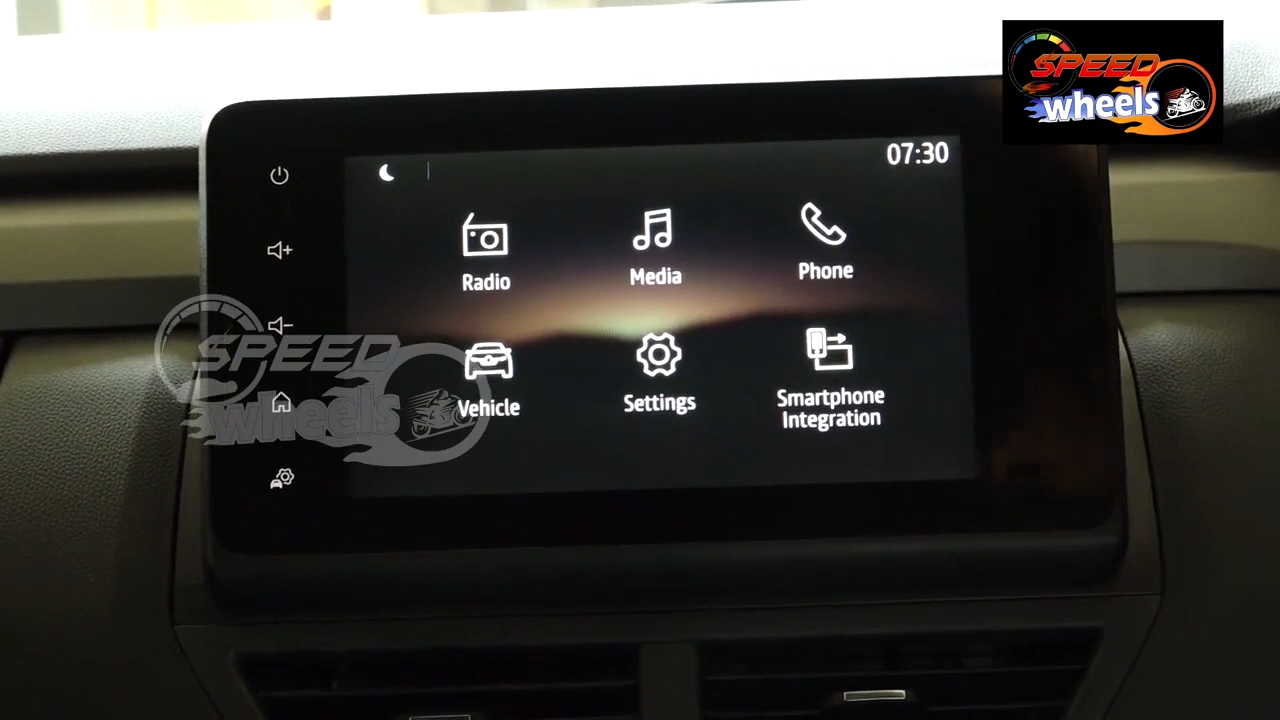 SPEED
wheels
07:30
Radio
Media
Phone
SPEED
wheels
Vehicle
Settings
Smartphone
Integration